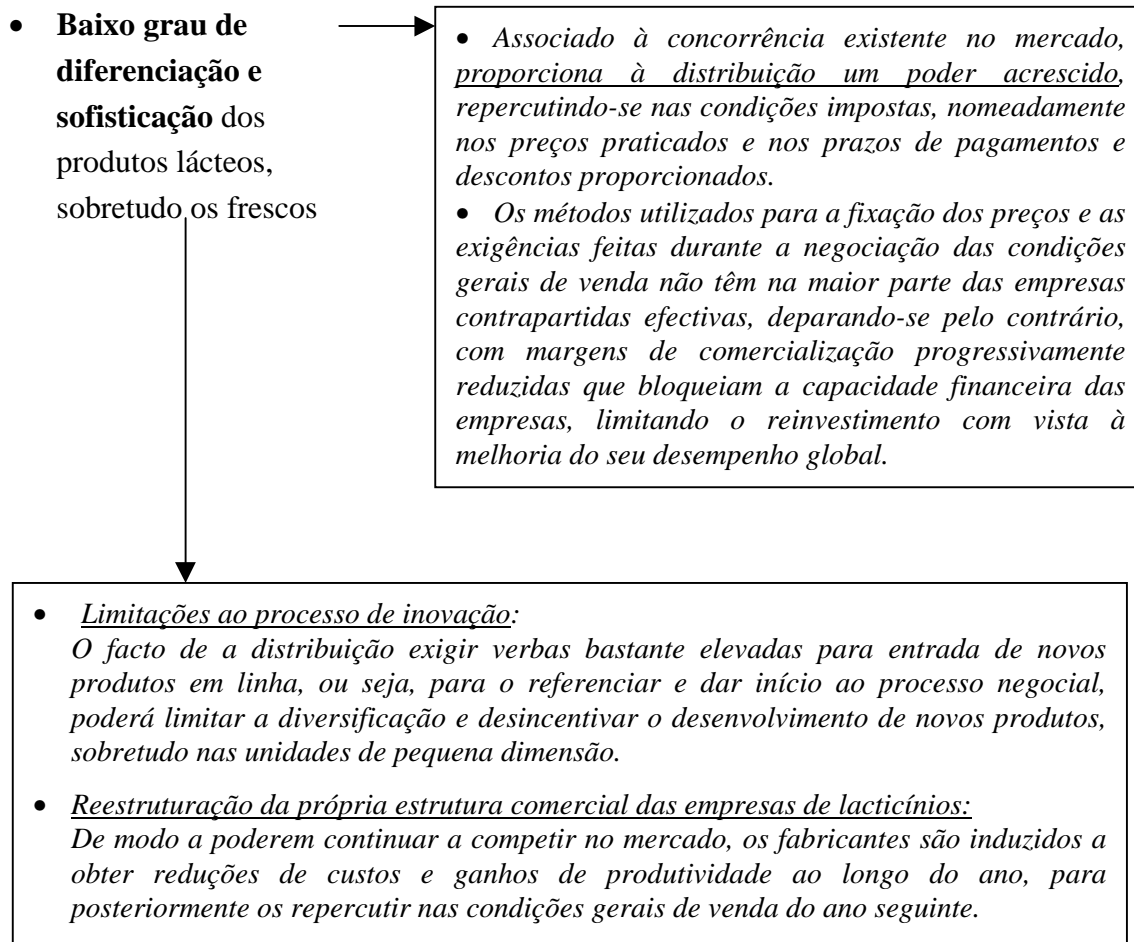 • Baixo grau de
diferenciação e
sofisticação dos
produtos lácteos,
sobretudo os frescos
• Associado à concorrência existente no mercado,
proporciona à distribuição um poder acrescido,
repercutindo-se nas condições impostas, nomeadamente
nos preços praticados e nos prazos de pagamentos e
descontos proporcionados.
• Os métodos utilizados para a fixação dos preços e as
exigências feitas durante a negociação das condições
gerais de venda não têm na maior parte das empresas
contrapartidas efectivas, deparando-se pelo contrário,
com margens de comercialização progressivamente
reduzidas que bloqueiam a capacidade financeira das
empresas, limitando o reinvestimento com vista à
melhoria do seu desempenho global.
• Limitações ao processo de inovação:
O facto de a distribuição exigir verbas bastante elevadas para entrada de novos
produtos em linha, ou seja, para o referenciar e dar início ao processo negocial,
poderá limitar a diversificação e desincentivar o desenvolvimento de novos produtos,
sobretudo nas unidades de pequena dimensão.
• Reestruturação da própria estrutura comercial das empresas de lacticínios:
De modo a poderem continuar a competir no mercado, os fabricantes são induzidos a
obter reduções de custos e ganhos de produtividade ao longo do ano, para
posteriormente os repercutir nas condições gerais de venda do ano seguinte.